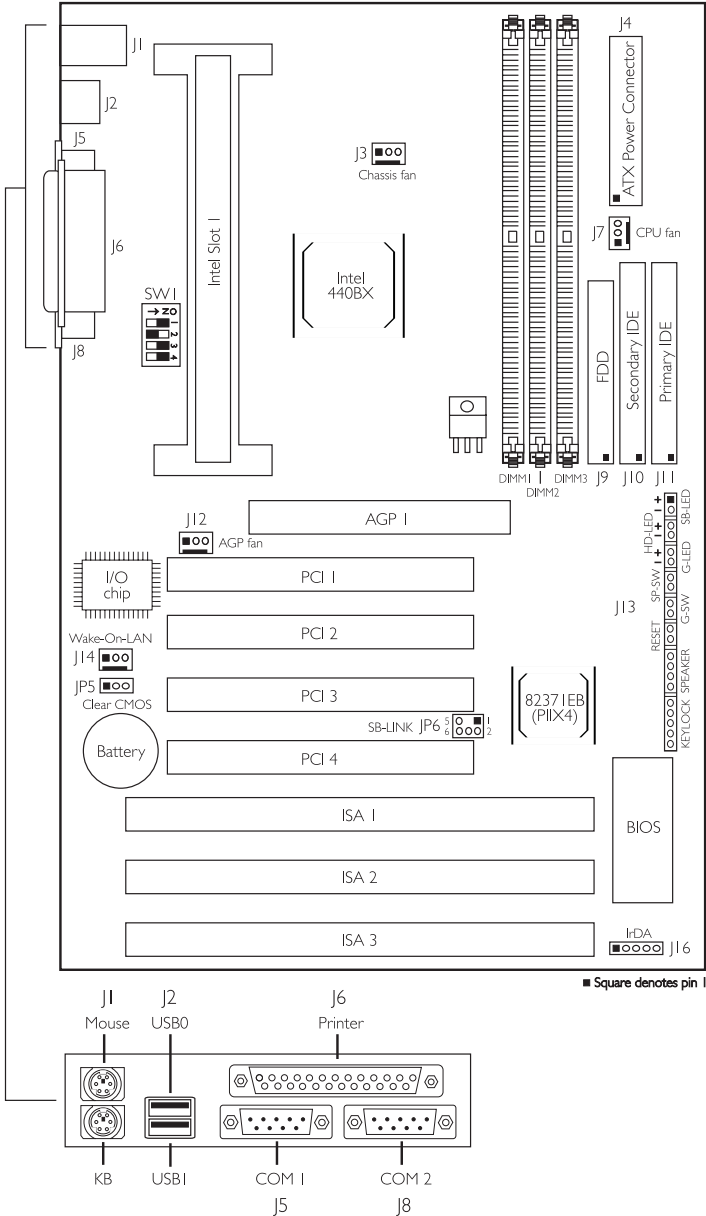 J1
J2
J5
J6
J8
Intel Slot 1
SW1
ON
1
2
3
4
J3
Chassis fan
Intel
440BX
J4
ATX Power Connector
J7
CPU fan
FDD
Secondary IDE
Primary IDE
DIMM1
DIMM2
DIMM3
J9
J10
J11
J12
AGP fan
AGP 1
I/O
chip
PCI 1
PCI 2
PCI 3
PCI 4
Wake-On-LAN
J14
JP5
Clear CMOS
Battery
SB-LINK JP6
5
6
1
2
82371EB
(PIIX4)
J13
+
−
SB-LED
HD-LED
+
−
G-LED
+
−
SP-SW
G-SW
RESET
SPEAKER
KEYLOCK
ISA 1
ISA 2
ISA 3
BIOS
IrDA
J16
■ Square denotes pin 1
J1
Mouse
J2
USB0
J6
Printer
KB
USB1
COM 1
J5
COM 2
J8